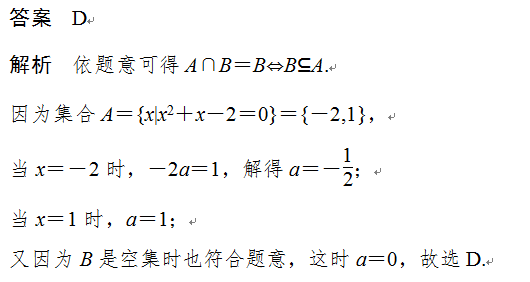 答案 D↵
解析 依题意可得 A∩B＝B⇔B⊆A.↵
因为集合 A＝{x|x²＋x－2＝0}＝{－2,1}，↵
当 x＝－2 时，－2a＝1，解得 a＝－1/2；↵
当 x＝1 时，a＝1；↵
又因为 B 是空集时也符合题意，这时 a＝0，故选 D.↵